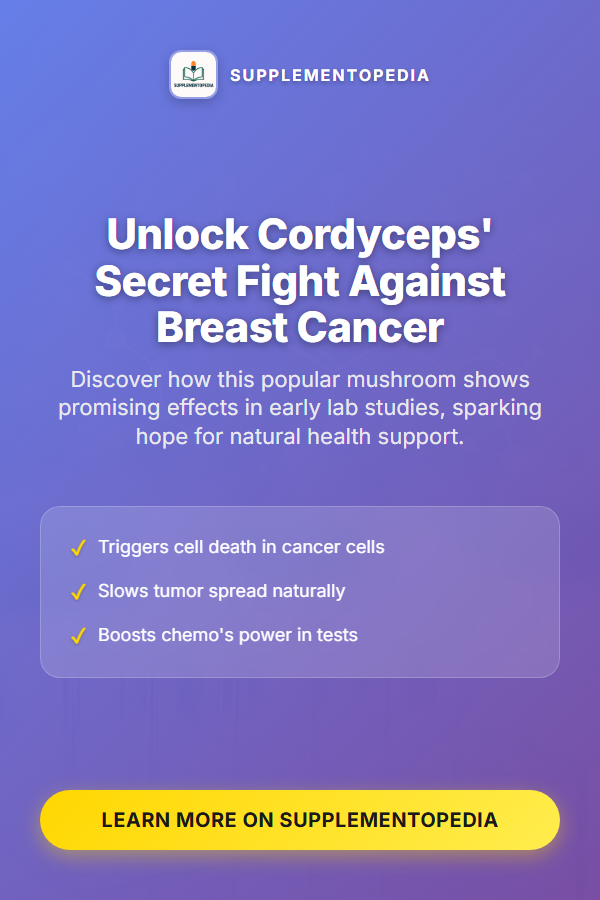 SUPPLEMENTOPEDIA
SUPPLEMENTOPEDIA
Unlock Cordyceps'
Secret Fight Against
Breast Cancer
Discover how this popular mushroom shows
promising effects in early lab studies, sparking
hope for natural health support.
✓ Triggers cell death in cancer cells
✓ Slows tumor spread naturally
✓ Boosts chemo's power in tests
LEARN MORE ON SUPPLEMENTOPEDIA